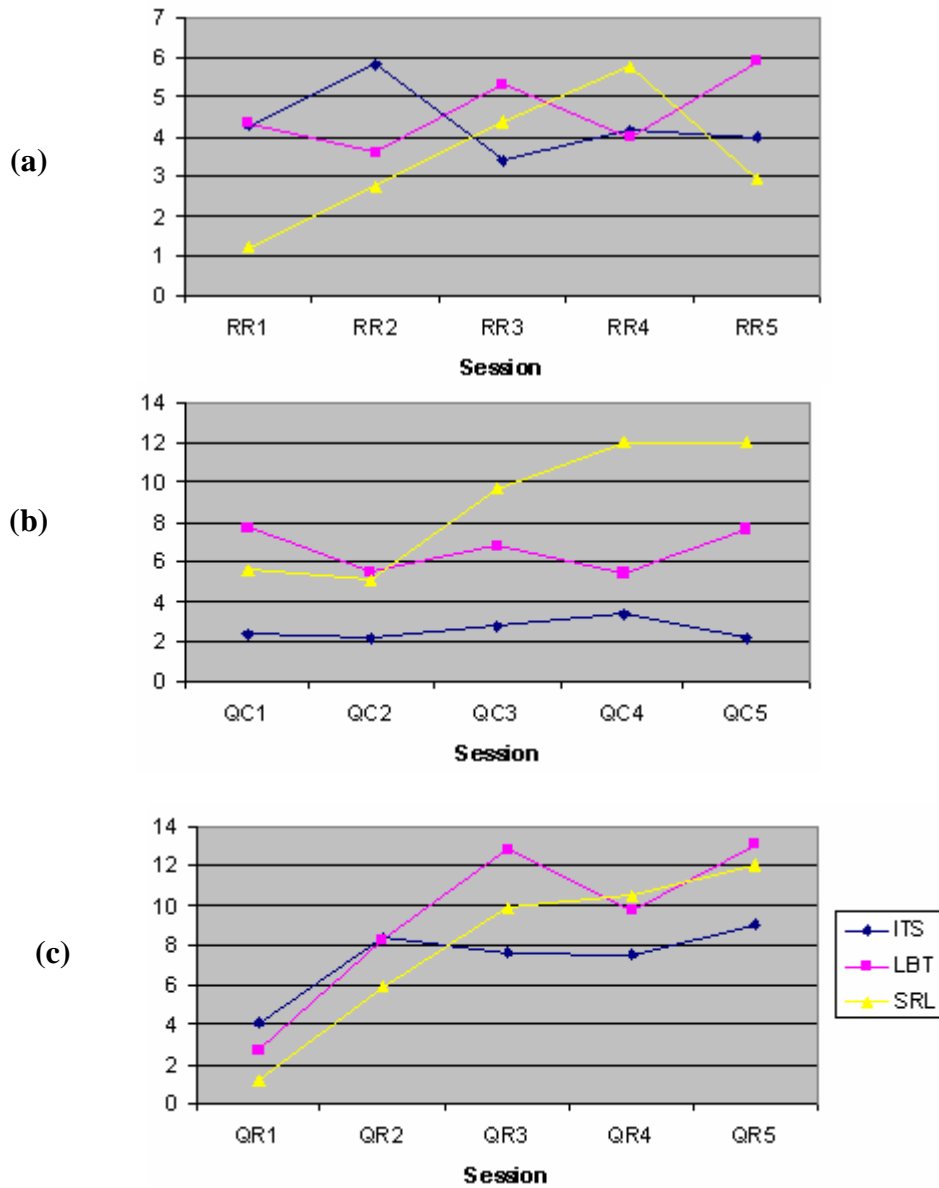 (a)
7
6
5
4
3
2
1
0
RR1 RR2 RR3 RR4 RR5
Session
(b)
14
12
10
8
6
4
2
0
QC1 QC2 QC3 QC4 QC5
Session
(c)
14
12
10
8
6
4
2
0
QR1 QR2 QR3 QR4 QR5
Session
ITS
LBT
SRL